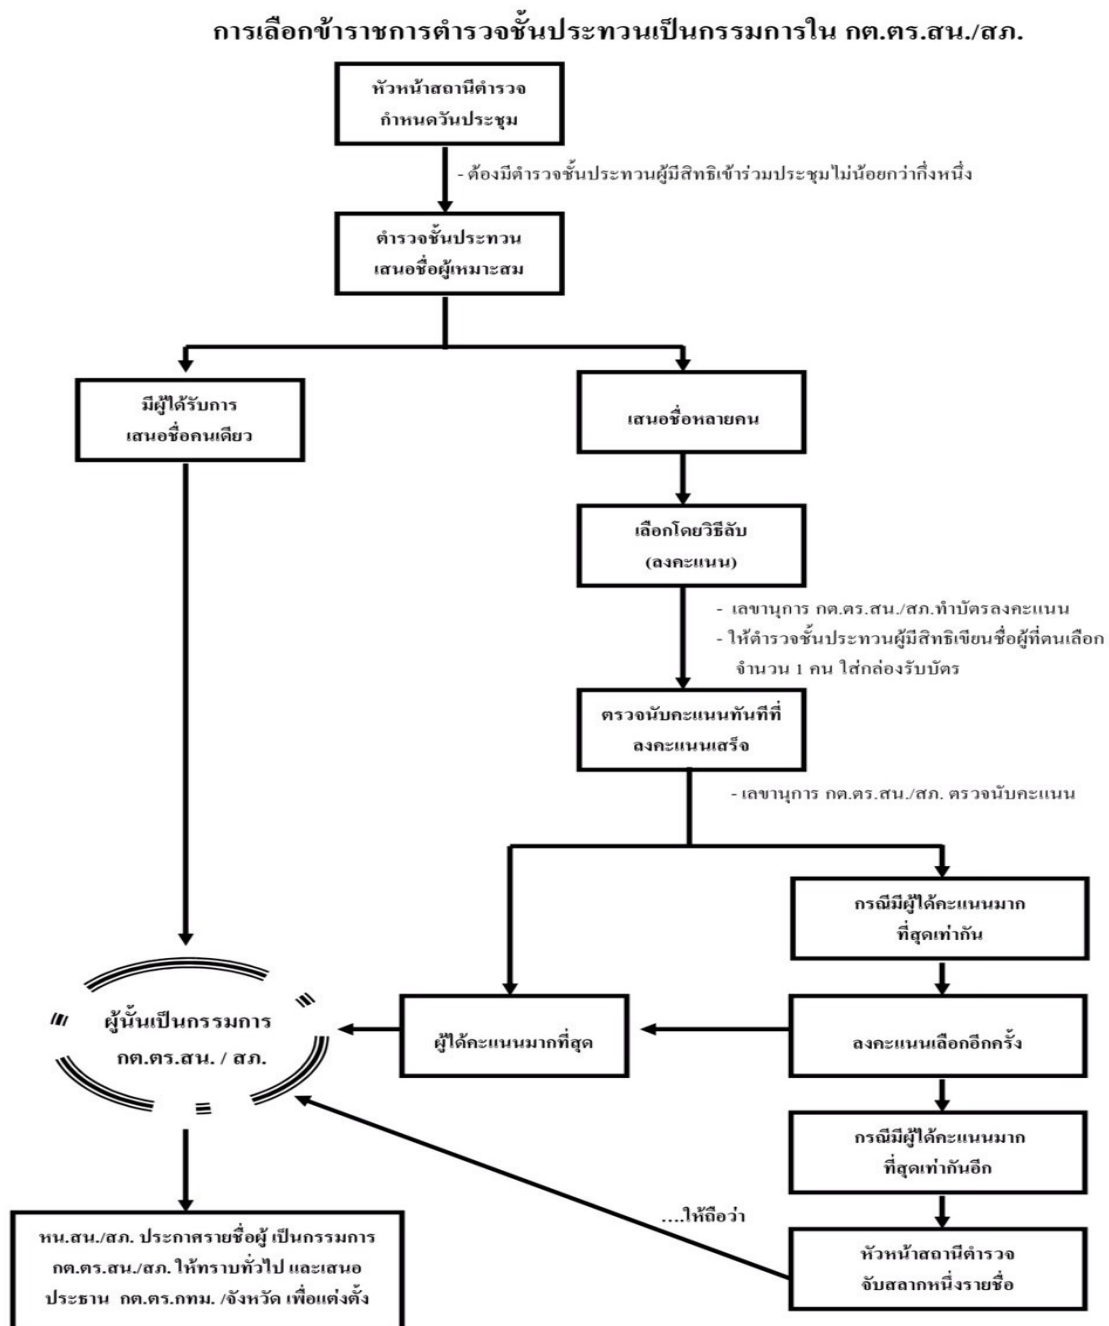 การเลือกข้าราชการตำรวจชั้นประทวนเป็นกรรมการใน กต.ตร.สน./สภ.
หัวหน้าสถานีตำรวจ
กำหนดวันประชุม
- ต้องมีตำรวจชั้นประทวนผู้มีสิทธิเข้าร่วมประชุมไม่น้อยกว่ากึ่งหนึ่ง
ตำรวจชั้นประทวน
เสนอชื่อผู้เหมาะสม
มีผู้ได้รับการ
เสนอชื่อคนเดียว
เสนอชื่อหลายคน
เลือกโดยวิธีลับ
(ลงคะแนน)
- เลขานุการ กต.ตร.สน./สภ.ทำบัตรลงคะแนน
- ให้ตำรวจชั้นประทวนผู้มีสิทธิเขียนชื่อผู้ที่ตนเลือก
จำนวน 1 คน ใส่กล่องรับบัตร
ตรวจนับคะแนนทันทีที่
ลงคะแนนเสร็จ
- เลขานุการ กต.ตร.สน./สภ. ตรวจนับคะแนน
กรณีมีผู้ได้คะแนนมาก
ที่สุดเท่ากัน
ผู้นั้นเป็นกรรมการ
กต.ตร.สน. / สภ.
ผู้ได้คะแนนมากที่สุด
ลงคะแนนเลือกอีกครั้ง
กรณีมีผู้ได้คะแนนมาก
ที่สุดเท่ากันอีก
....ให้ถือว่า
หัวหน้าสถานีตำรวจ
จับสลากหนึ่งรายชื่อ
หน.สน./สภ. ประกาศรายชื่อผู้ เป็นกรรมการ
กต.ตร.สน./สภ. ให้ทราบทั่วไป และเสนอ
ประธาน กต.ตร.กทม. /จังหวัด เพื่อแต่งตั้ง